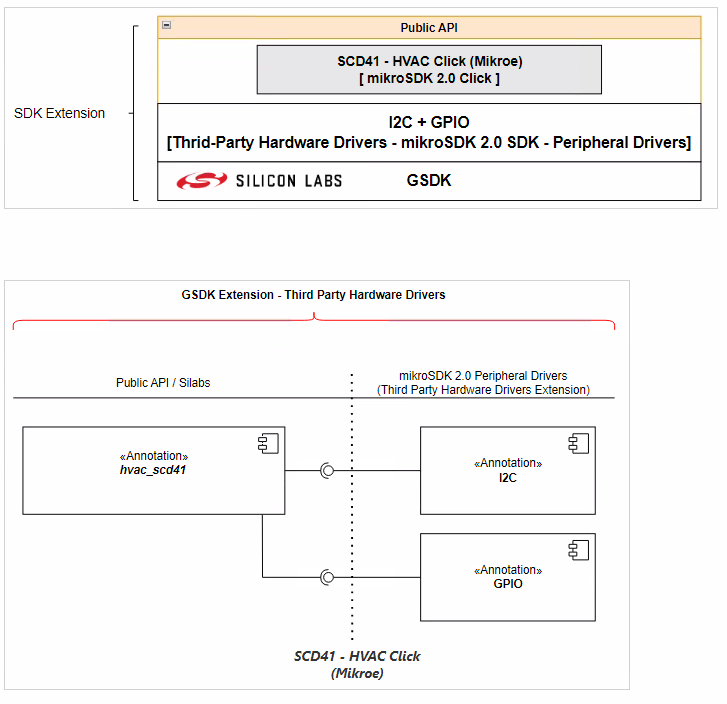 Public API
SCD41 - HVAC Click (Mikroe)
[ mikroSDK 2.0 Click ]
SDK Extension
I2C + GPIO
[Thrid-Party Hardware Drivers - mikroSDK 2.0 SDK - Peripheral Drivers]
SILICON LABS GSDK
GSDK Extension - Third Party Hardware Drivers
Public API / Silabs
mikroSDK 2.0 Peripheral Drivers
(Third Party Hardware Drivers Extension)
«Annotation»
hvac_scd41
«Annotation»
I2C
«Annotation»
GPIO
SCD41 - HVAC Click
(Mikroe)